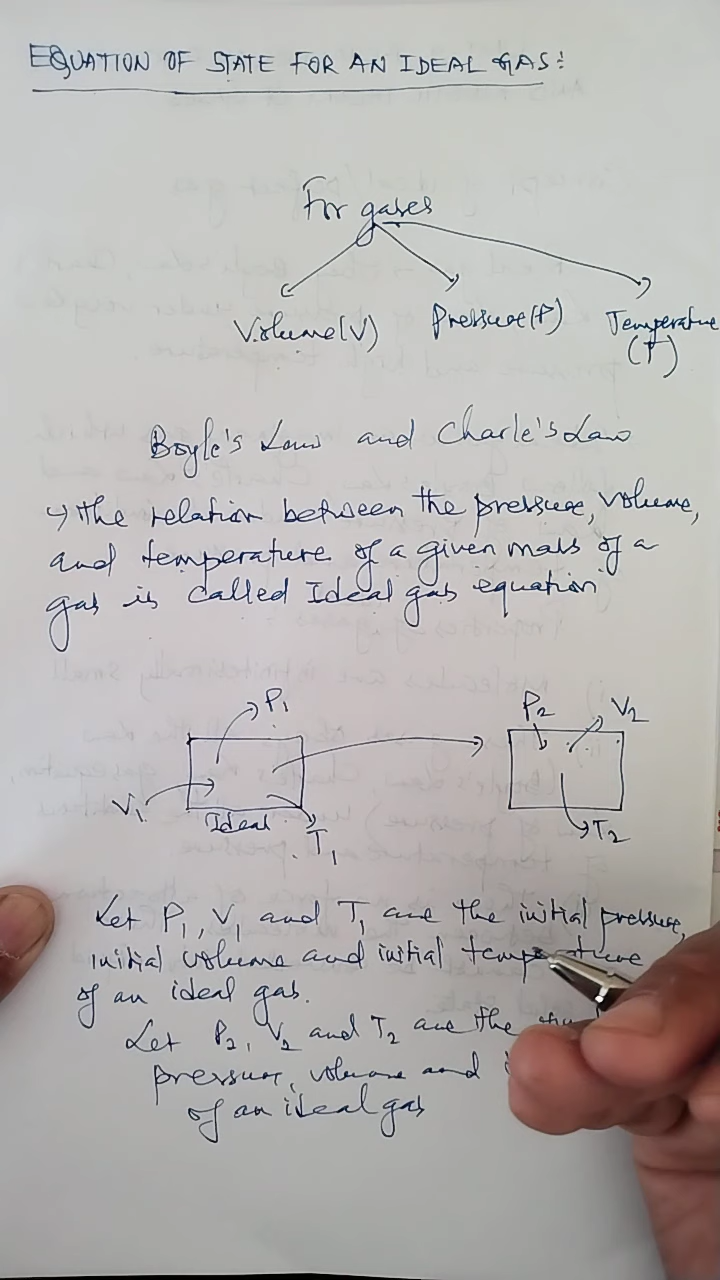 EQUATION OF STATE FOR AN IDEAL GAS:
For gases
Volume(V) Pressure(P) Temperature
(T)
Boyle's Law and Charle's Law
↪ the relation between the pressure, volume,
and temperature of a given mass of a
gas is called Ideal gas equation
P1 P2 V2
V1 Ideal T1 T2
Let P1, V1 and T1 are the initial pressure,
initial volume and initial temperature
of an ideal gas.
Let P2, V2 and T2 are the
pressure, volume and
of an ideal gas